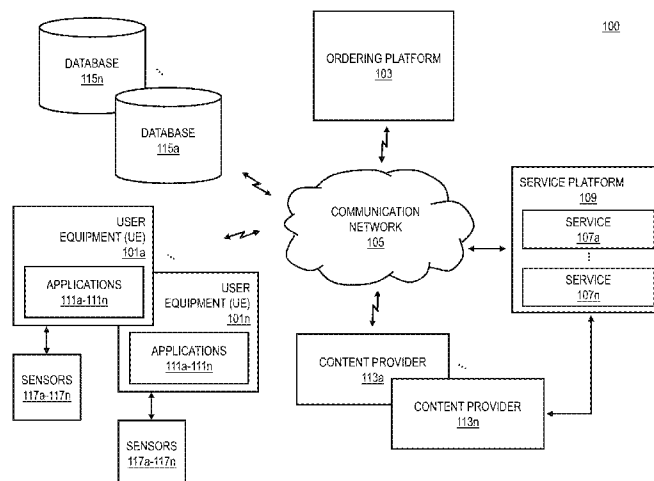 100
DATABASE
115n
DATABASE
115a
ORDERING PLATFORM
103
COMMUNICATION
NETWORK
105
SERVICE PLATFORM
109
SERVICE
107a
SERVICE
107n
USER
EQUIPMENT (UE)
101a
APPLICATIONS
111a-111n
USER
EQUIPMENT (UE)
101n
APPLICATIONS
111a-111n
SENSORS
117a-117n
SENSORS
117a-117n
CONTENT PROVIDER
113a
CONTENT PROVIDER
113n